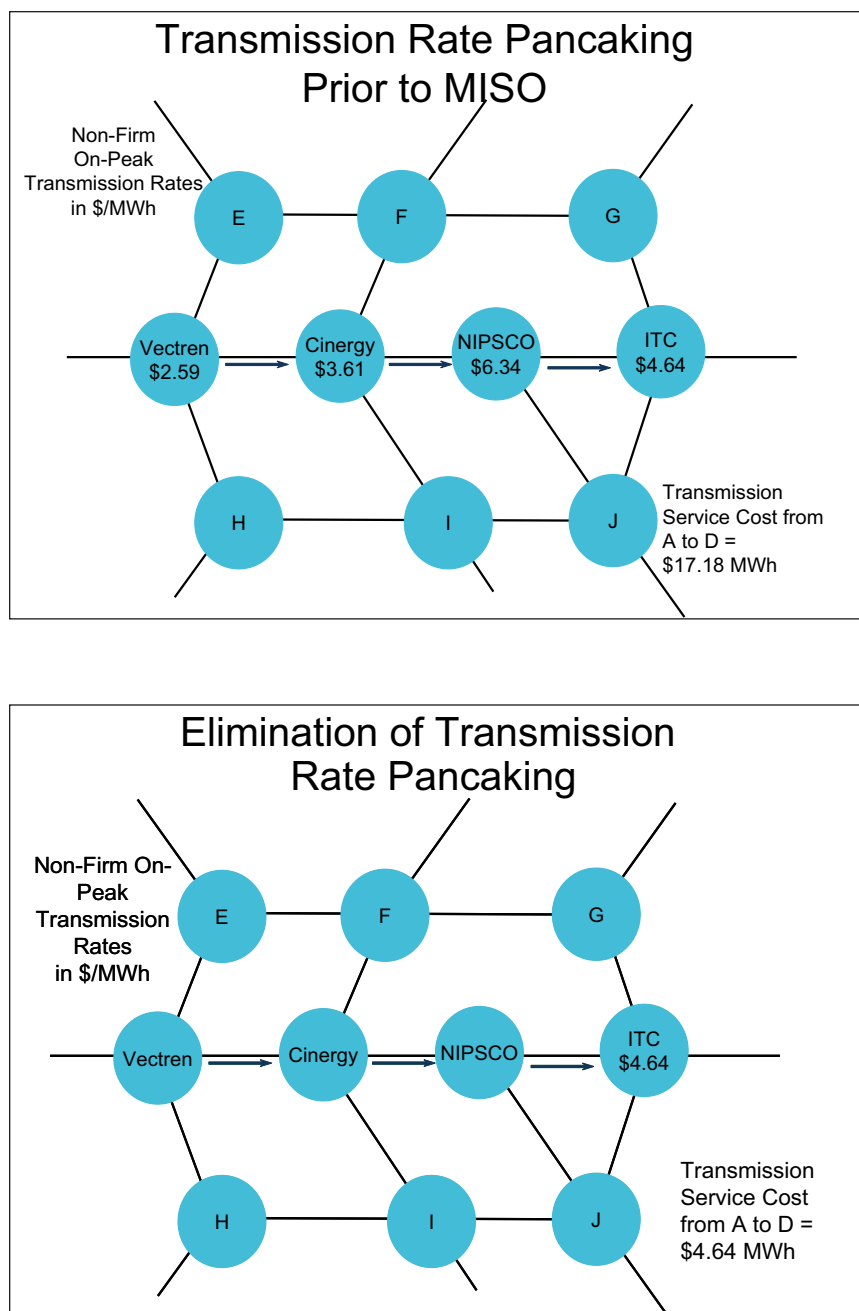 Transmission Rate Pancaking
Prior to MISO
Non-Firm
On-Peak
Transmission Rates
in $/MWh
E
F
G
Vectren
$2.59
Cinergy
$3.61
NIPSCO
$6.34
ITC
$4.64
H
I
J
Transmission
Service Cost from
A to D =
$17.18 MWh
Elimination of Transmission
Rate Pancaking
Non-Firm On-
Peak
Transmission
Rates
in $/MWh
E
F
G
Vectren
Cinergy
NIPSCO
ITC
$4.64
H
I
J
Transmission
Service Cost
from A to D =
$4.64 MWh